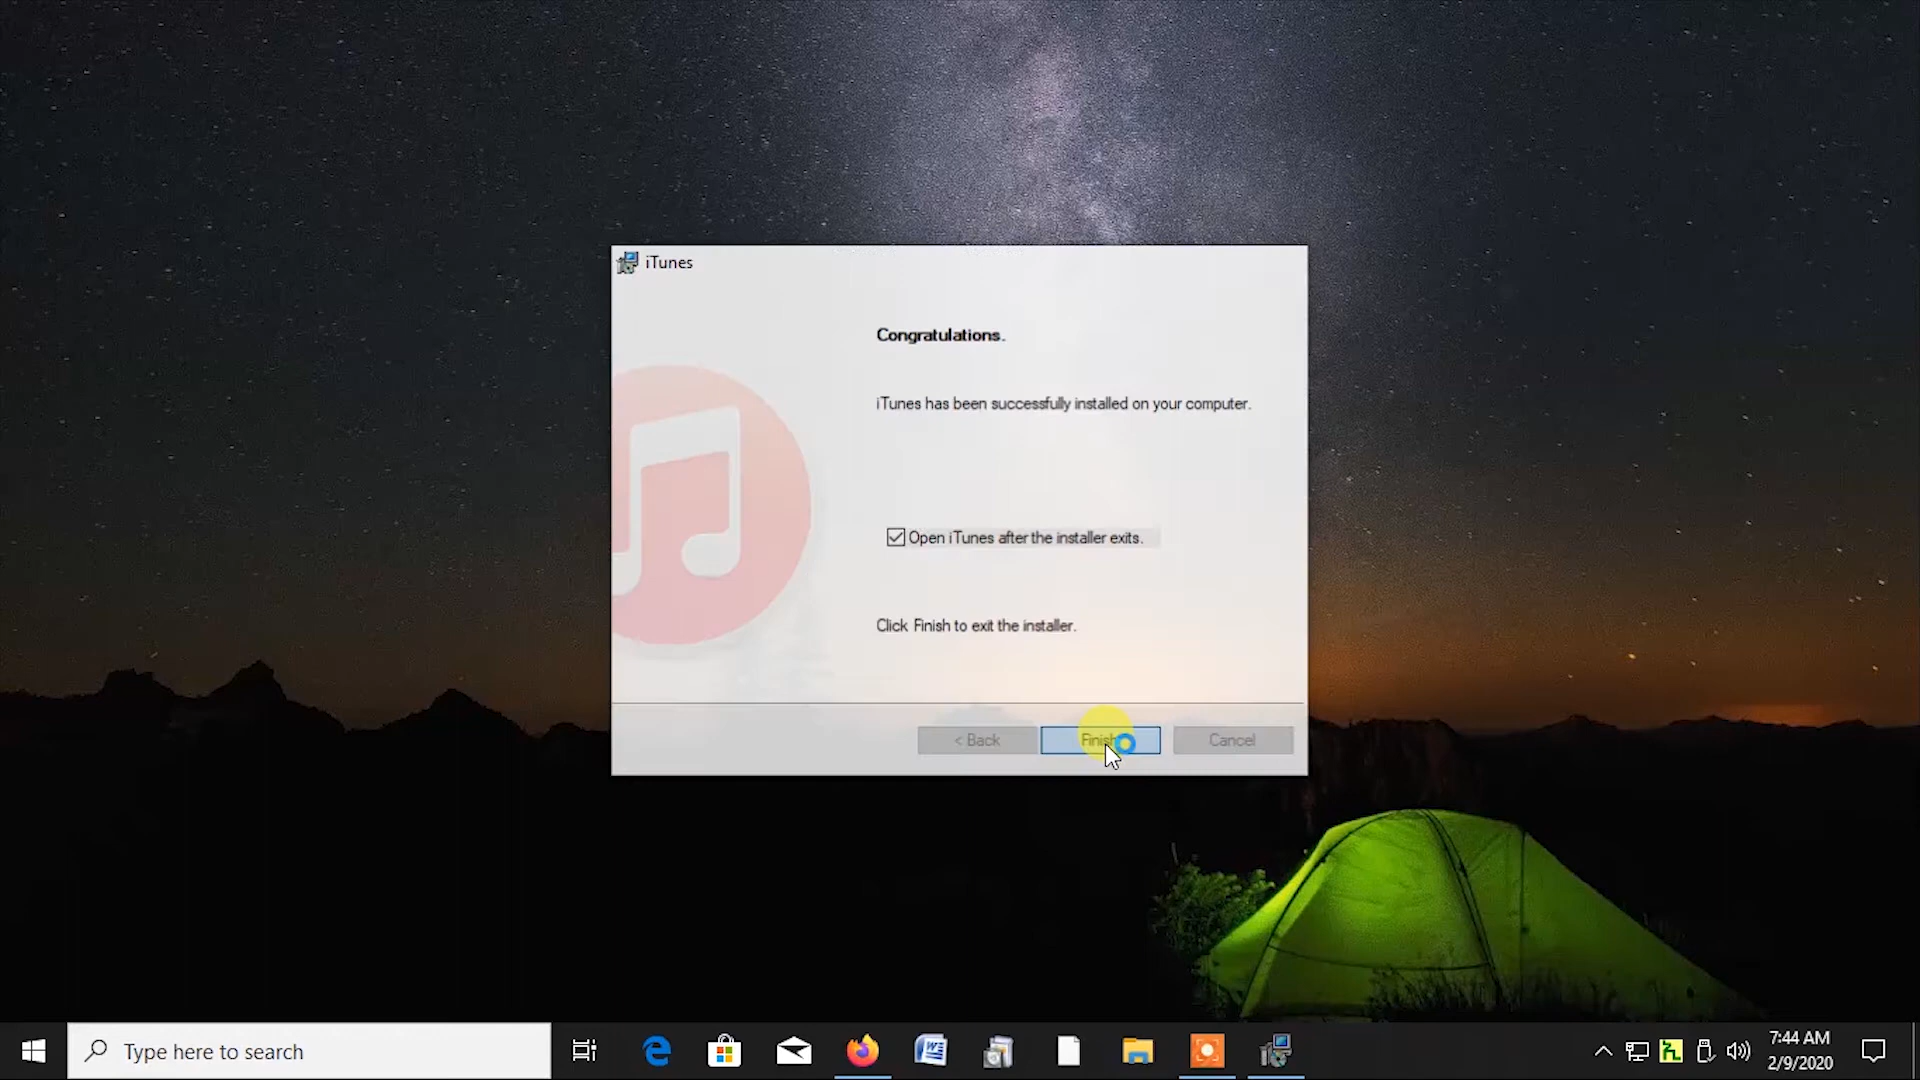 iTunes
Congratulations.
iTunes has been successfully installed on your computer.
Open iTunes after the installer exits.
Click Finish to exit the installer.
< Back
Finish
Cancel
Type here to search
7:44 AM
2/9/2020